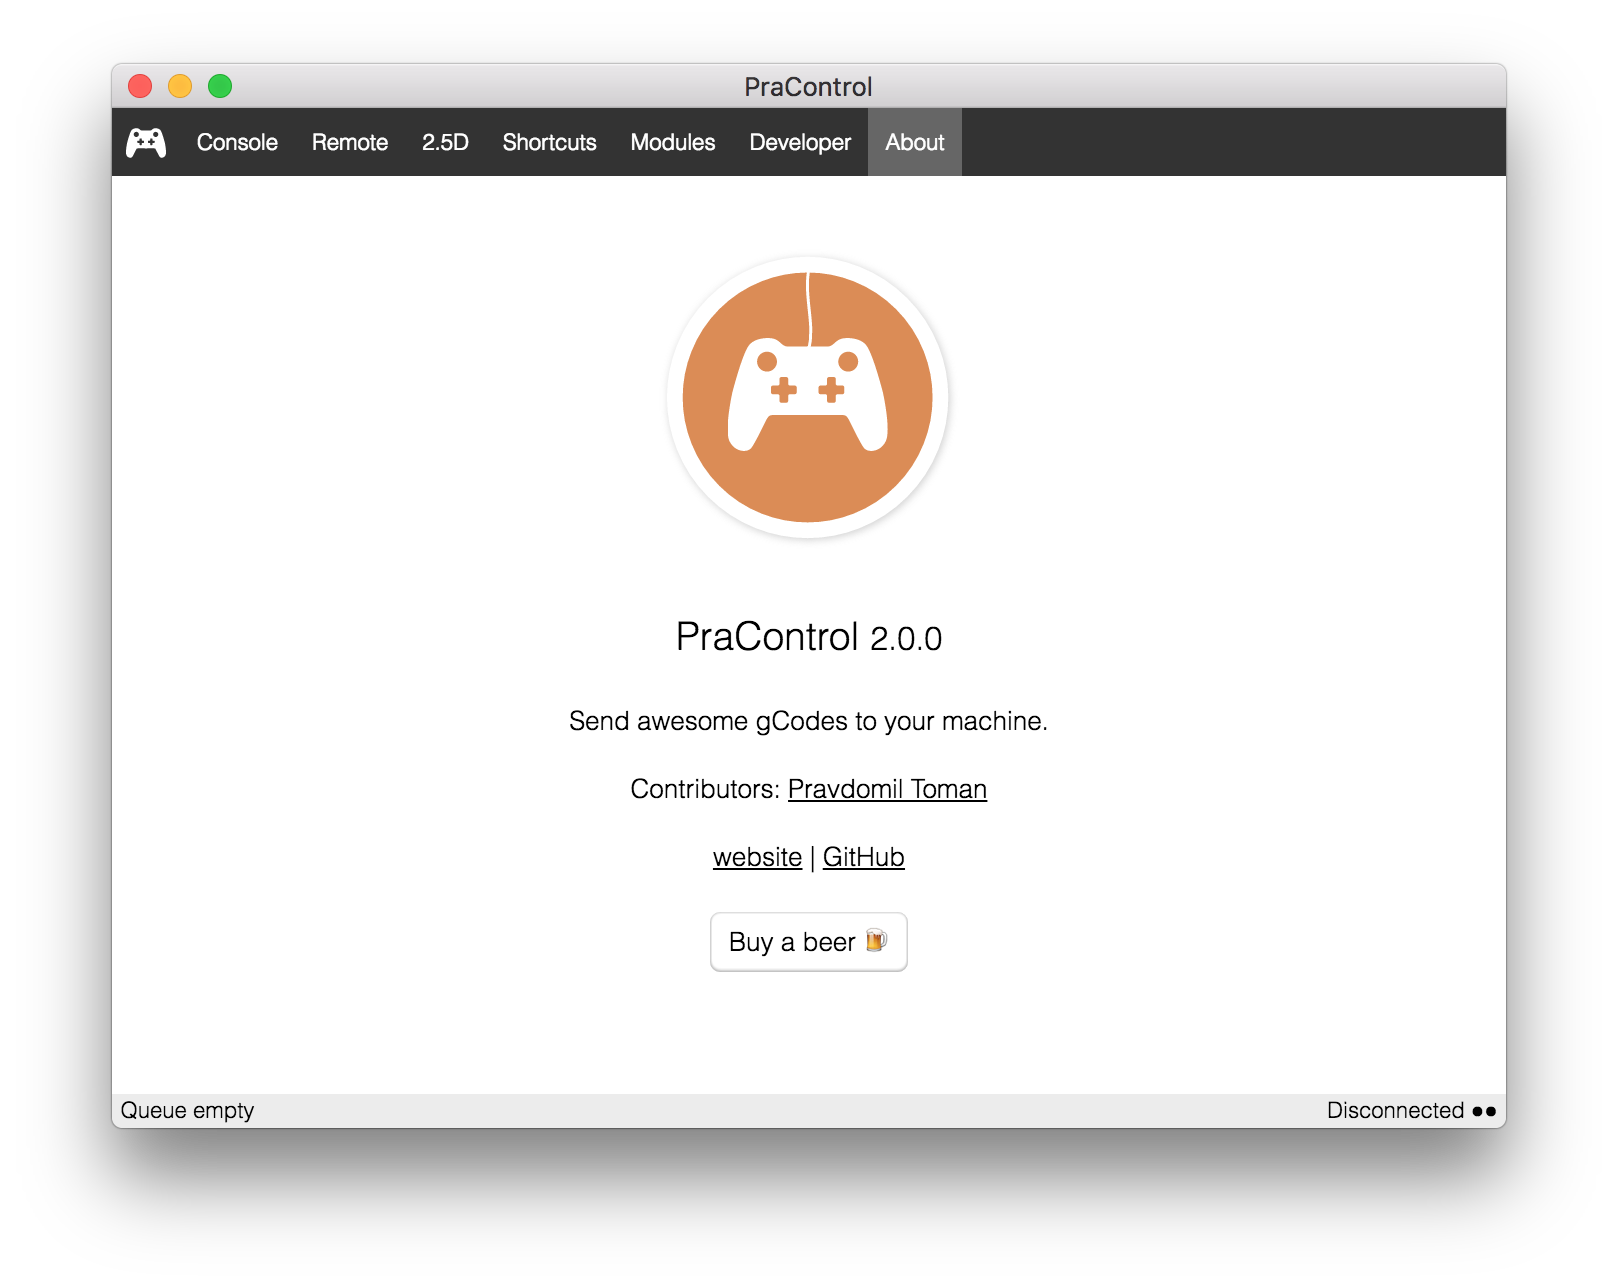 PraControl
Console Remote 2.5D Shortcuts Modules Developer About
PraControl 2.0.0
Send awesome gCodes to your machine.
Contributors: Pravdomil Toman
website | GitHub
Buy a beer 🍺
Queue empty Disconnected ●●